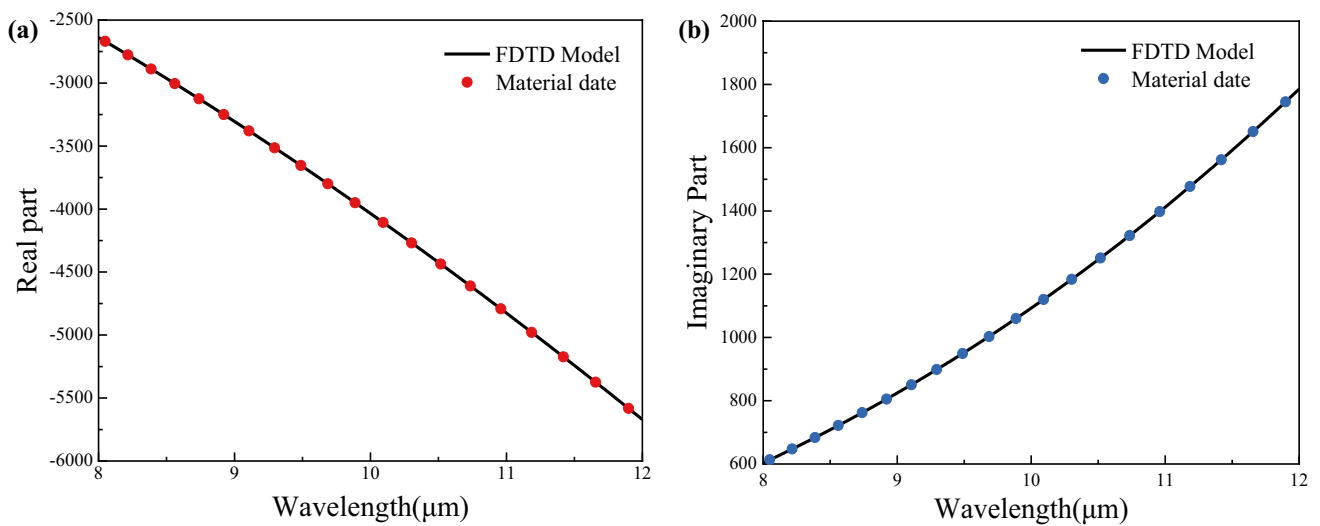 (a)
-2500
-3000
-3500
-4000
-4500
-5000
-5500
-6000
Real part
8
9
10
11
12
Wavelength(μm)
FDTD Model
Material date
(b)
2000
1800
1600
1400
1200
1000
800
600
Imaginary Part
8
9
10
11
12
Wavelength(μm)
FDTD Model
Material date